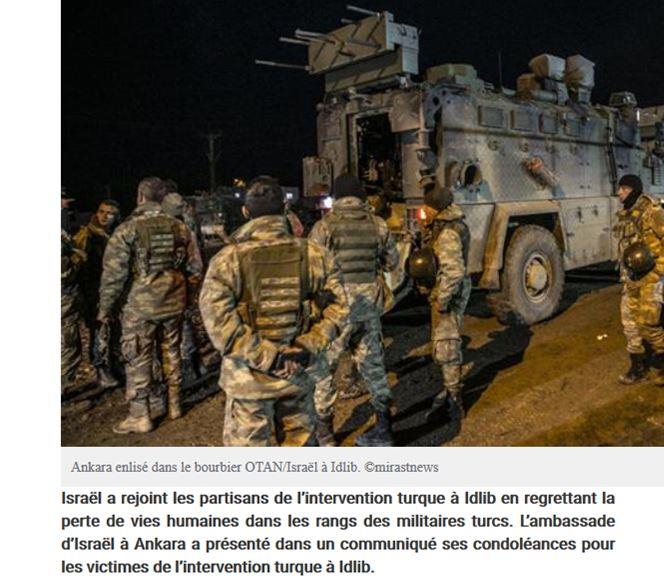 Ankara enlisé dans le bourbier OTAN/Israël à Idlib. ©mirastnews
Israël a rejoint les partisans de l'intervention turque à Idlib en regrettant la
perte de vies humaines dans les rangs des militaires turcs. L'ambassade
d'Israël à Ankara a présenté dans un communiqué ses condoléances pour
les victimes de l'intervention turque à Idlib.